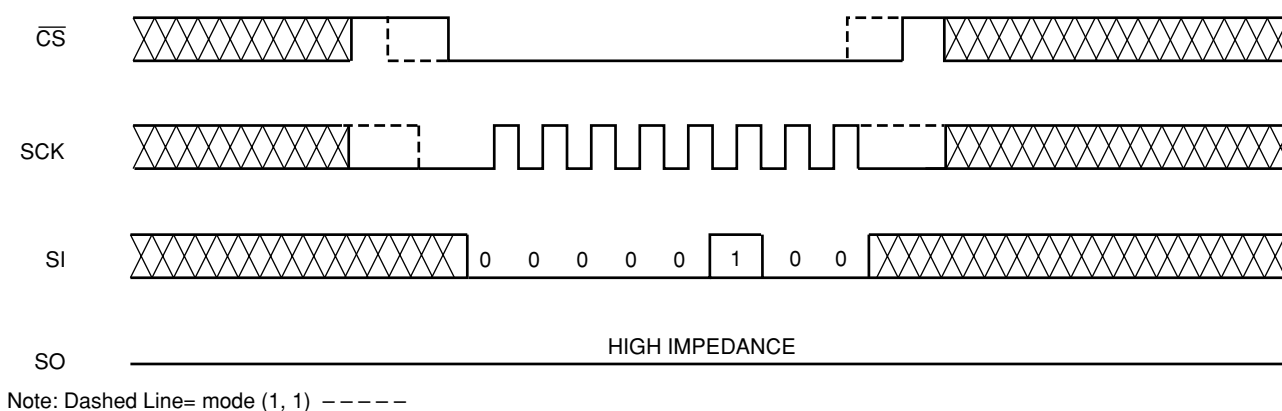 CS
SCK
SI
0 0 0 0 0 1 0 0
SO
HIGH IMPEDANCE
Note: Dashed Line= mode (1, 1) – – – – –